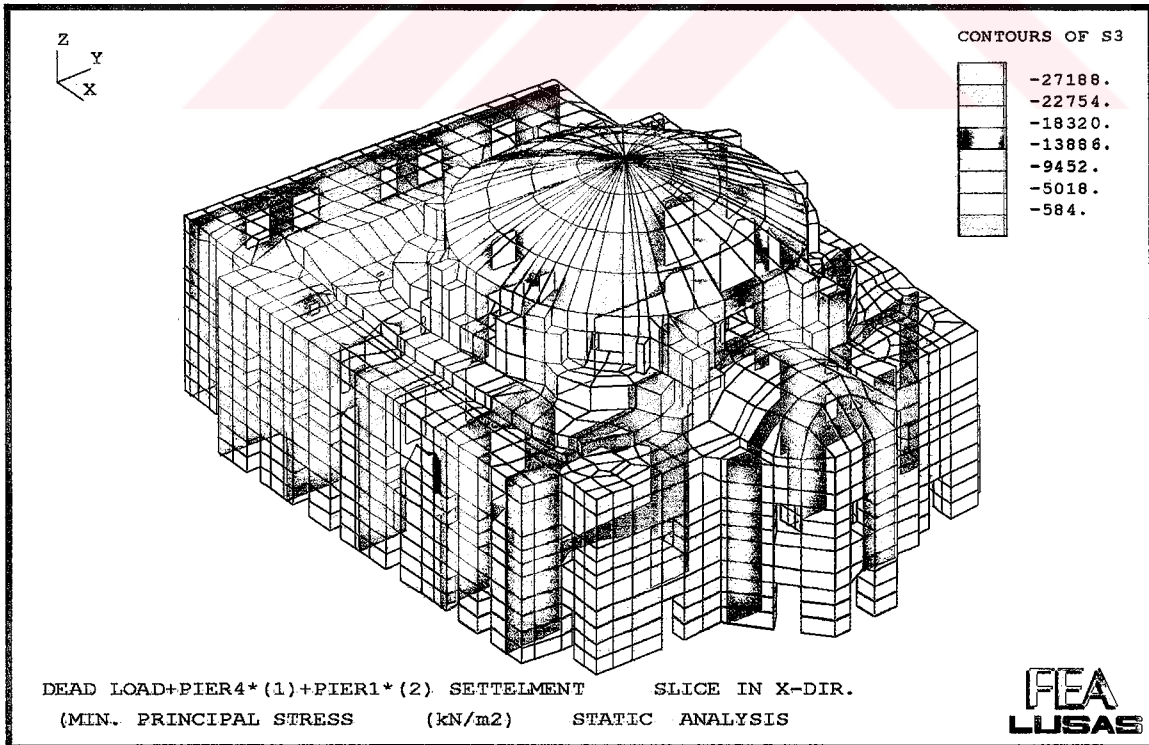 Z
Y
X
CONTOURS OF S3
-27188.
-22754.
-18320.
-13886.
-9452.
-5018.
-584.
DEAD LOAD+PIER4*(1)+PIER1*(2) SETTELMENT SLICE IN X-DIR.
(MIN. PRINCIPAL STRESS (kN/m2) STATIC ANALYSIS
FEA
LUSAS